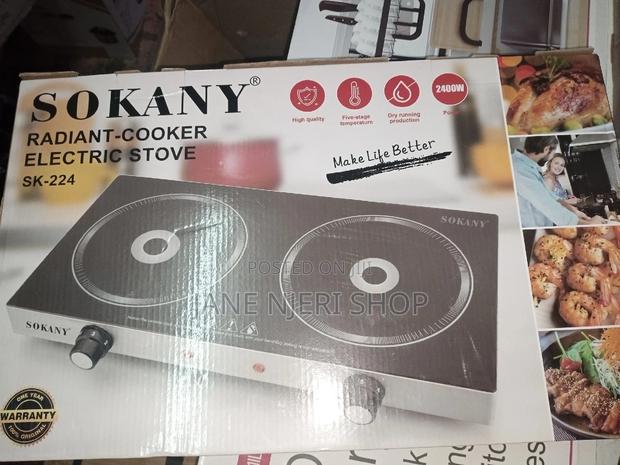 SOKANY®
RADIANT-COOKER
ELECTRIC STOVE
SK-224
High quality
Five-stage
temperature
Dry running
production
2400W
Power
Make Life Better
SOKANY
SOKANY
POSTED ON JIJI
JANE NJERI SHOP
ONE YEAR
WARRANTY
100% ORIGINAL